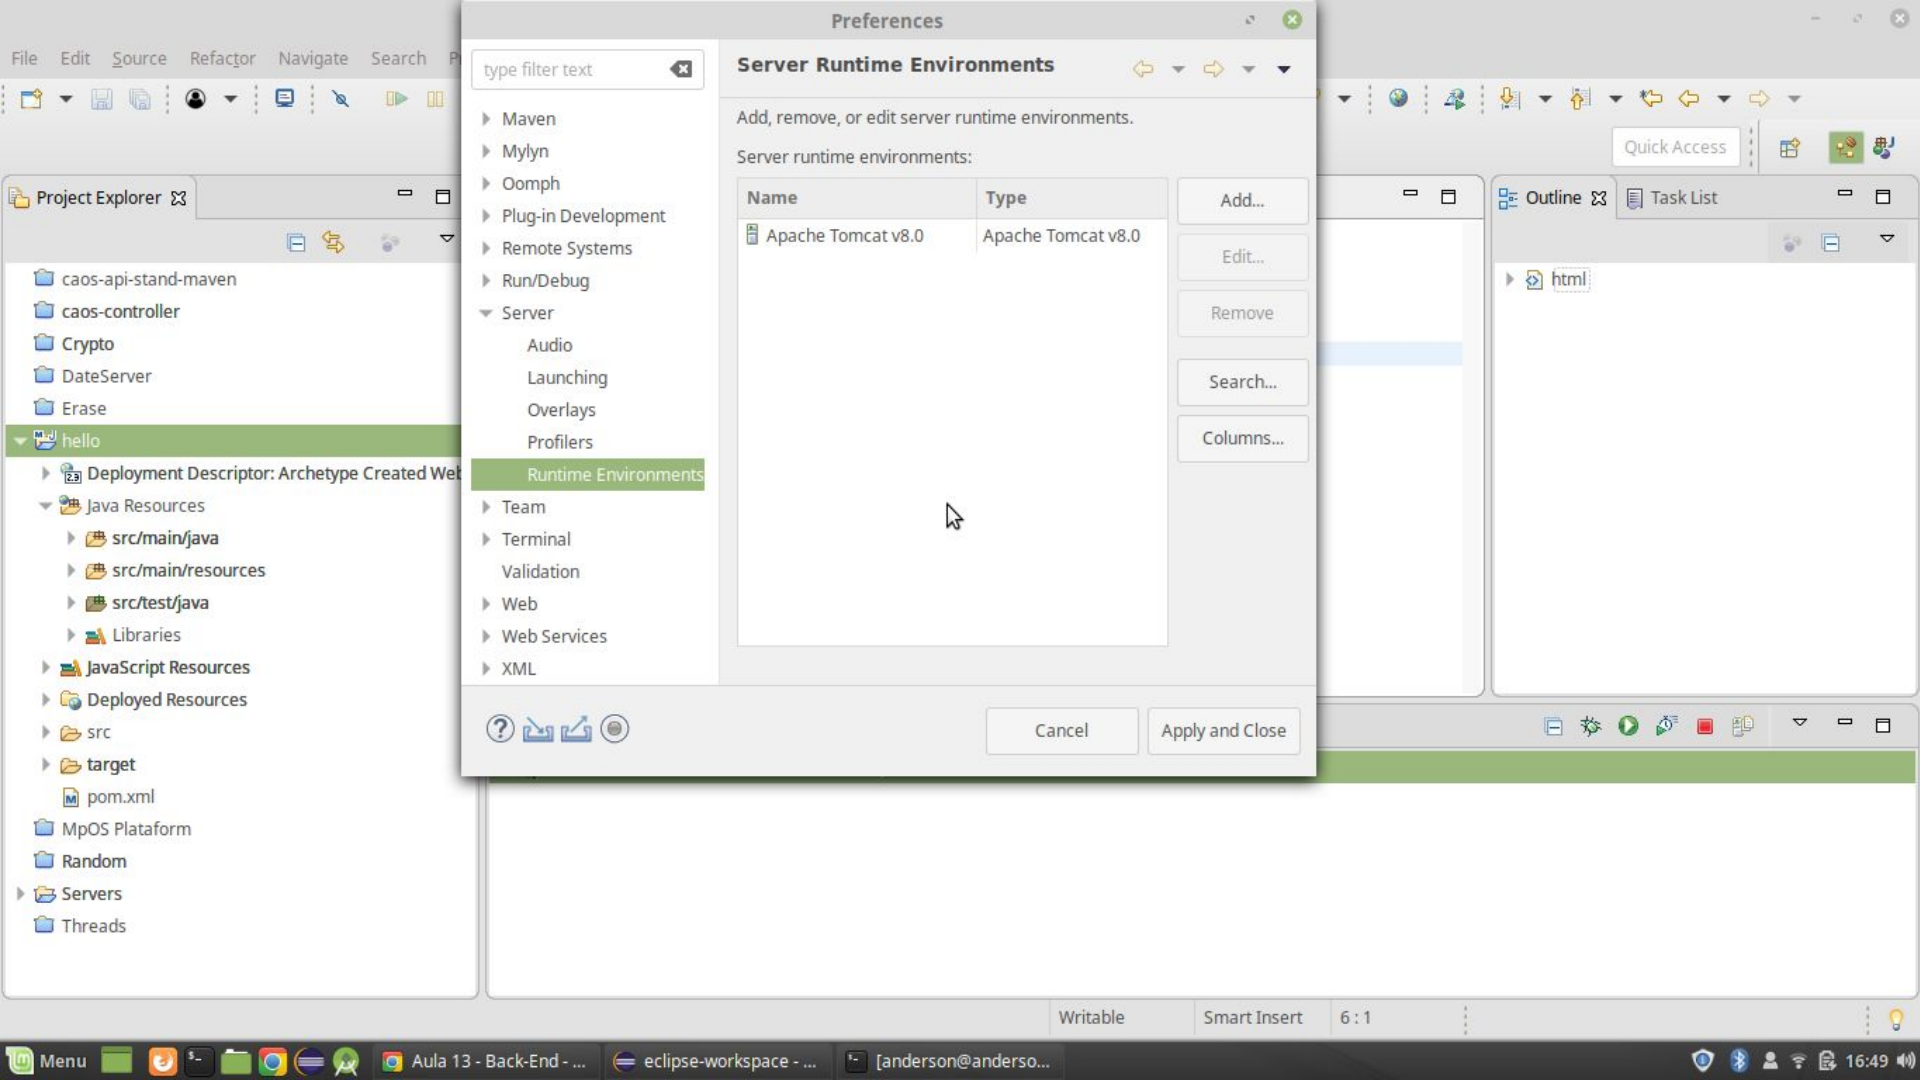 Preferences
File Edit Source Refactor Navigate Search
type filter text
Server Runtime Environments
Add, remove, or edit server runtime environments.
Server runtime environments:
Name Type
Apache Tomcat v8.0 Apache Tomcat v8.0
Add...
Edit...
Remove
Search...
Columns...
Maven
Mylyn
Oomph
Plug-in Development
Remote Systems
Run/Debug
Server
Audio
Launching
Overlays
Profilers
Runtime Environments
Team
Terminal
Validation
Web
Web Services
XML
Cancel
Apply and Close
Quick Access
Project Explorer
caos-api-stand-maven
caos-controller
Crypto
DateServer
Erase
hello
Deployment Descriptor: Archetype Created Web
Java Resources
src/main/java
src/main/resources
src/test/java
Libraries
JavaScript Resources
Deployed Resources
src
target
pom.xml
MpOS Plataform
Random
Servers
Threads
Outline Task List
html
Writable Smart Insert 6 : 1
Menu
Aula 13 - Back-End - ...
eclipse-workspace - ...
[anderson@anderso...
16:49